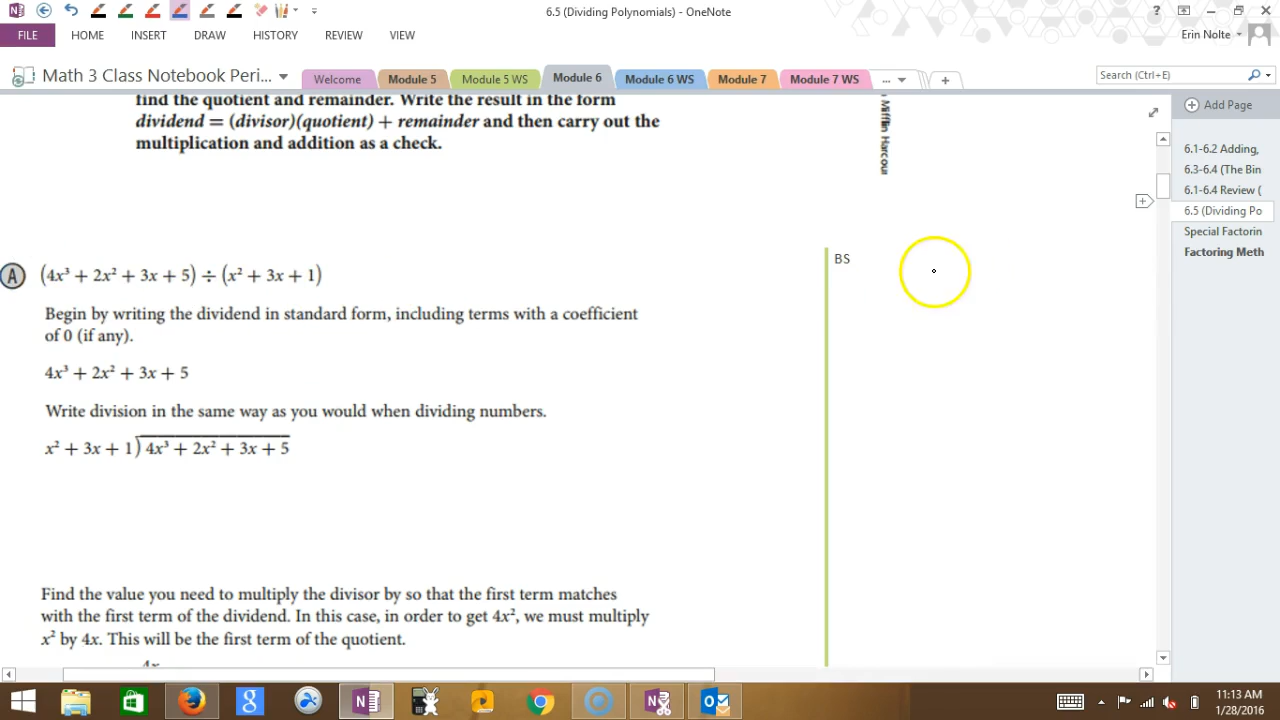 6.5 (Dividing Polynomials) - OneNote
?
FILE HOME INSERT DRAW HISTORY REVIEW VIEW
Erin Nolte
Math 3 Class Notebook Peri... Welcome Module 5 Module 5 WS Module 6 Module 6 WS Module 7 Module 7 WS ... +
Search (Ctrl+E)
find the quotient and remainder. Write the result in the form
dividend = (divisor)(quotient) + remainder and then carry out the
multiplication and addition as a check.
Mifflin Harcour
Add Page
6.1-6.2 Adding,
6.3-6.4 (The Bin
6.1-6.4 Review (
6.5 (Dividing Po
Special Factorin
Factoring Meth
BS
A (4x³ + 2x² + 3x + 5) ÷ (x² + 3x + 1)
Begin by writing the dividend in standard form, including terms with a coefficient
of 0 (if any).
4x³ + 2x² + 3x + 5
Write division in the same way as you would when dividing numbers.
x² + 3x + 1) 4x³ + 2x² + 3x + 5
Find the value you need to multiply the divisor by so that the first term matches
with the first term of the dividend. In this case, in order to get 4x², we must multiply
x² by 4x. This will be the first term of the quotient.
4x
11:13 AM
1/28/2016